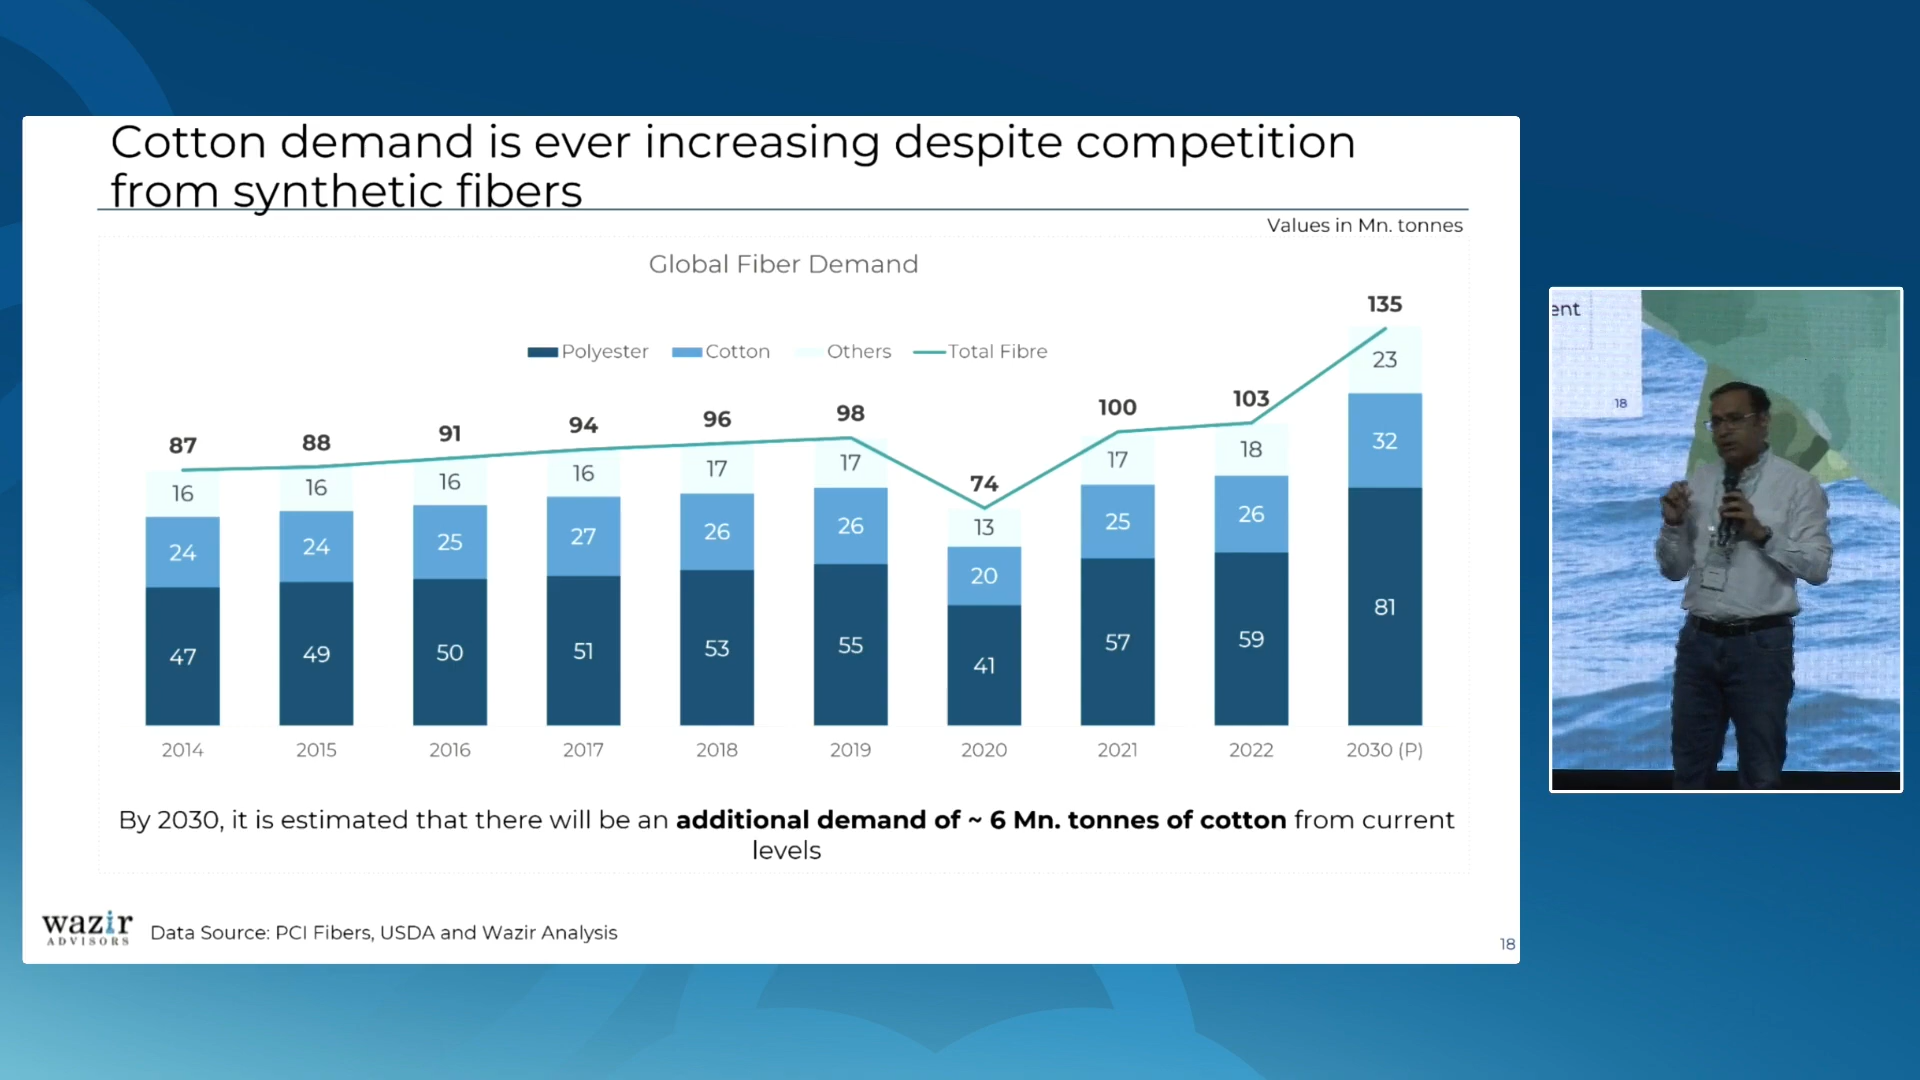 Cotton demand is ever increasing despite competition
from synthetic fibers
Values in Mn. tonnes
Global Fiber Demand
Polyester Cotton Others Total Fibre
87 88 91 94 96 98 74 100 103 135
16 16 16 16 17 17 13 17 18 23
24 24 25 27 26 26 20 25 26 32
47 49 50 51 53 55 41 57 59 81
2014 2015 2016 2017 2018 2019 2020 2021 2022 2030 (P)
By 2030, it is estimated that there will be an additional demand of ~ 6 Mn. tonnes of cotton from current
levels
wazir
ADVISORS
Data Source: PCI Fibers, USDA and Wazir Analysis
18
ent
18